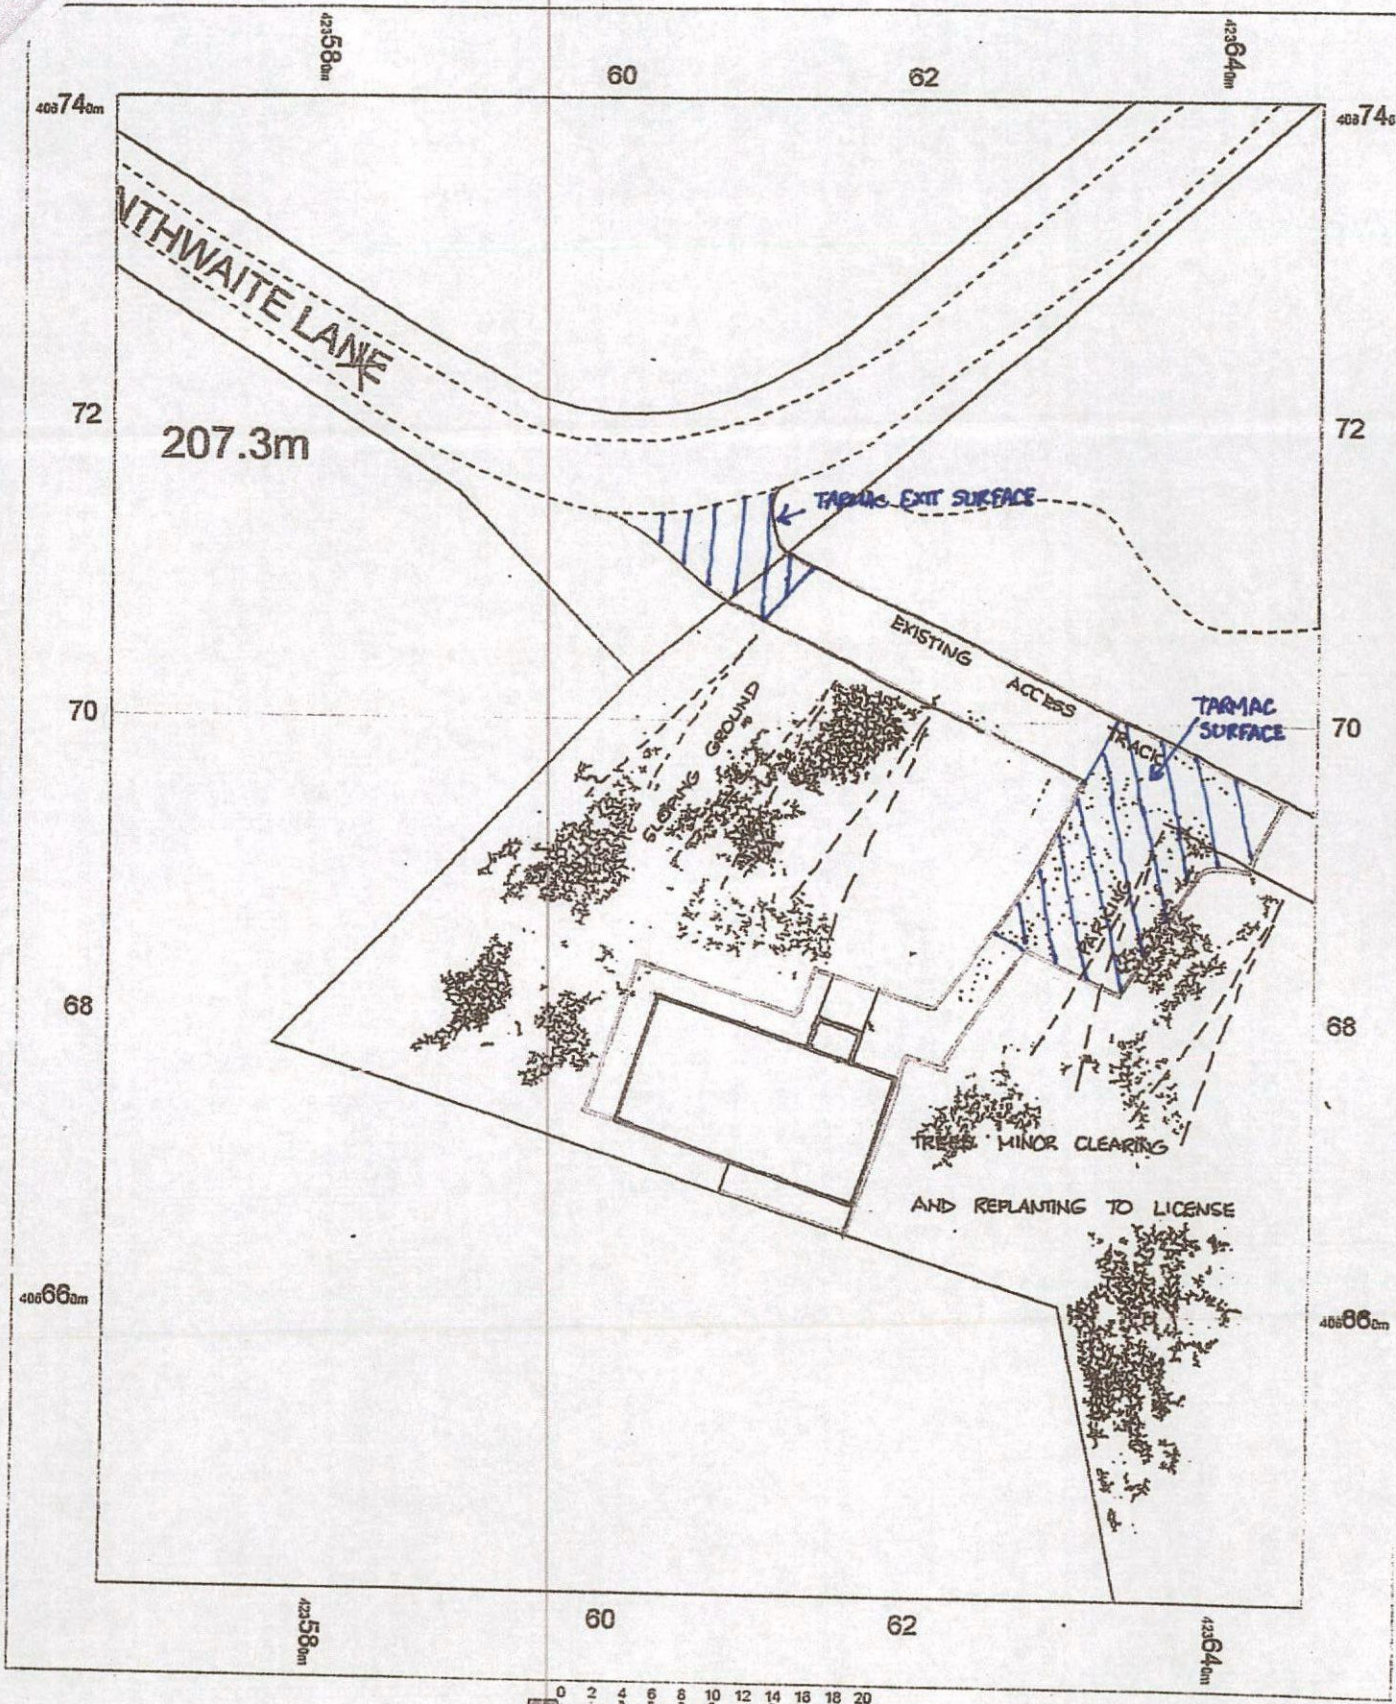 423580m
60
62
423640m
408740m
40874
NTHWAITE LANE
72
207.3m
72
TARMAC EXIT SURFACE
EXISTING ACCESS TRACK
TARMAC
SURFACE
70
70
SLOPING GROUND
PARKING
68
68
TREES MINOR CLEARING
AND REPLANTING TO LICENSE
408660m
408660m
423580m
60
62
423640m
0 2 4 6 8 10 12 14 16 18 20